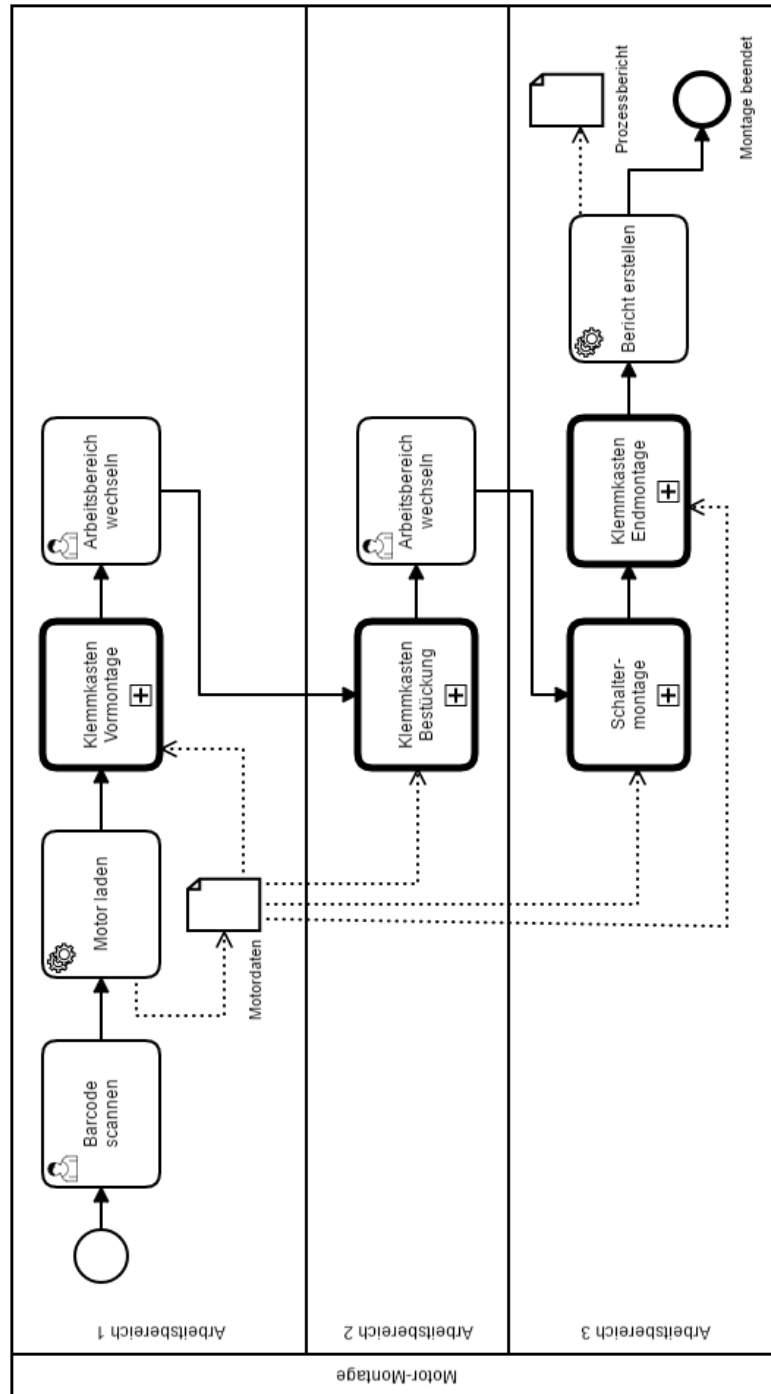 Motor-Montage
Arbeitsbereich 1
Barcode
scannen
Motor laden
Klemmkasten
Vormontage
Arbeitsbereich
wechseln
Motordaten
Arbeitsbereich 2
Klemmkasten
Bestückung
Arbeitsbereich
wechseln
Arbeitsbereich 3
Schalter-
montage
Klemmkasten
Endmontage
Bericht erstellen
Prozessbericht
Montage beendet